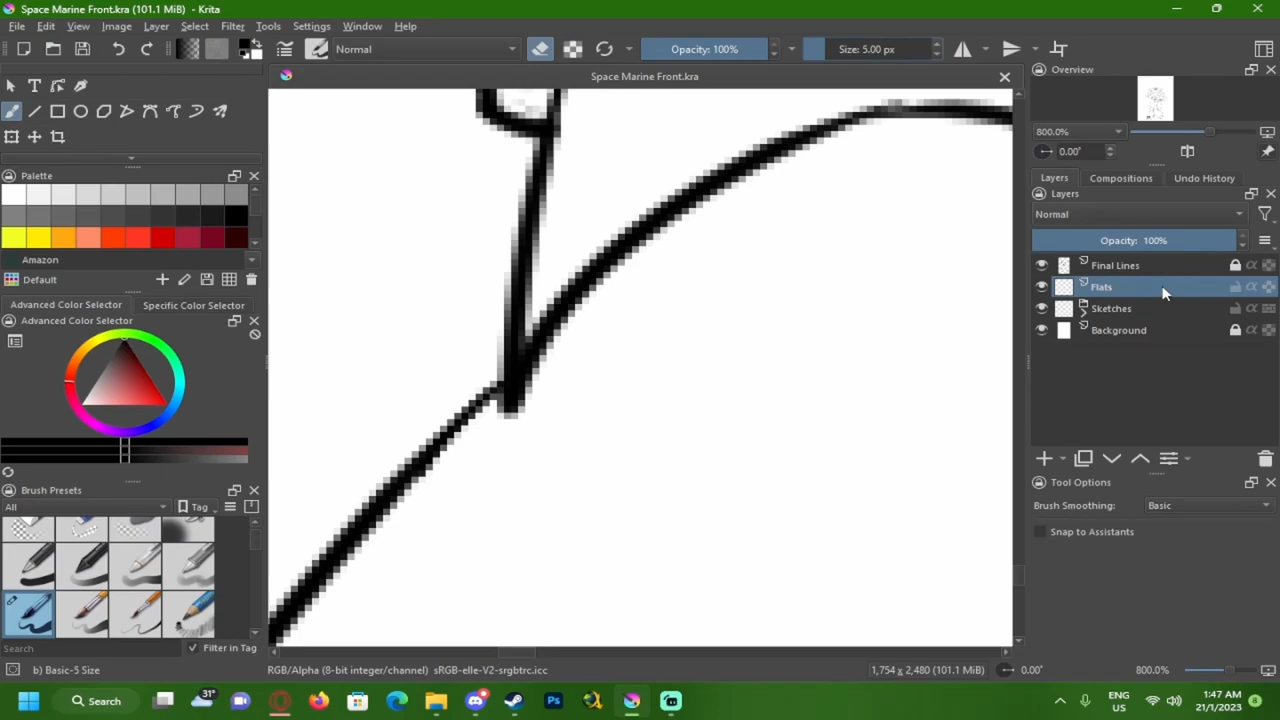 Space Marine Front.kra (101.1 MiB) - Krita
File Edit View Image Layer Select Filter Tools Settings Window Help
Normal Opacity: 100% Size: 5.00 px
Space Marine Front.kra
Palette
Amazon
Default
Advanced Color Selector Specific Color Selector
Advanced Color Selector
Brush Presets
All Tag
Search Filter in Tag
b) Basic-5 Size
RGB/Alpha (8-bit integer/channel) sRGB-elle-V2-srgbtrc.icc
1,754 x 2,480 (101.1 MiB) 0.00° 800.0%
Overview
800.0%
0.00°
Layers Compositions Undo History
Layers
Normal
Opacity: 100%
Final Lines
Flats
Sketches
Background
Tool Options
Brush Smoothing: Basic
Snap to Assistants
Search 31° Ps ENG US 1:47 AM 21/1/2023 8